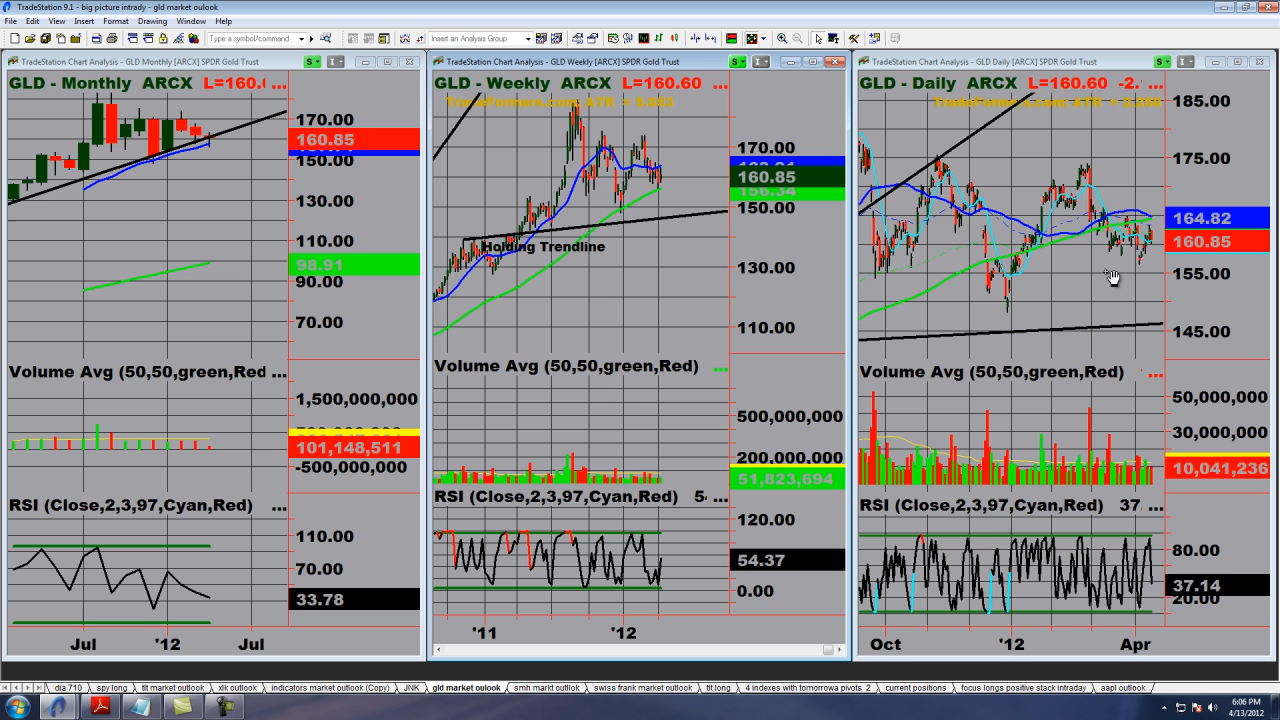 TradeStation 9.1 - big picture intrady - gld market oulook
File Edit View Insert Format Drawing Window Help
Type a symbol/command
Insert an Analysis Group
TradeStation Chart Analysis - GLD Monthly [ARCX] SPDR Gold Trust
GLD - Monthly ARCX L=160.( ...
170.00
160.85
150.00
130.00
110.00
98.91
90.00
70.00
Volume Avg (50,50,green,Red ...
1,500,000,000
101,148,511
-500,000,000
RSI (Close,2,3,97,Cyan,Red) ...
110.00
70.00
33.78
Jul '12 Jul
TradeStation Chart Analysis - GLD Weekly [ARCX] SPDR Gold Trust
GLD - Weekly ARCX L=160.60 ...
170.00
160.85
156.34
150.00
Holding Trendline
130.00
110.00
Volume Avg (50,50,green,Red) ...
500,000,000
200,000,000
51,823,694
RSI (Close,2,3,97,Cyan,Red) 5 ...
120.00
54.37
0.00
'11 '12
TradeStation Chart Analysis - GLD Daily [ARCX] SPDR Gold Trust
GLD - Daily ARCX L=160.60 -2. ...
185.00
175.00
164.82
160.85
155.00
145.00
Volume Avg (50,50,green,Red) ...
50,000,000
30,000,000
10,041,236
RSI (Close,2,3,97,Cyan,Red) 37. ...
80.00
37.14
20.00
Oct '12 Apr
dia 710 spy long tlt market outlook xlk outlook indicators market outlook (Copy) JNK gld market oulook smh markt otllok swiss frank market outlook tlt long 4 indexes with tomorrowa pivots 2 current positions focus longs positive stack intraday aapl outlook
6:06 PM
4/13/2012